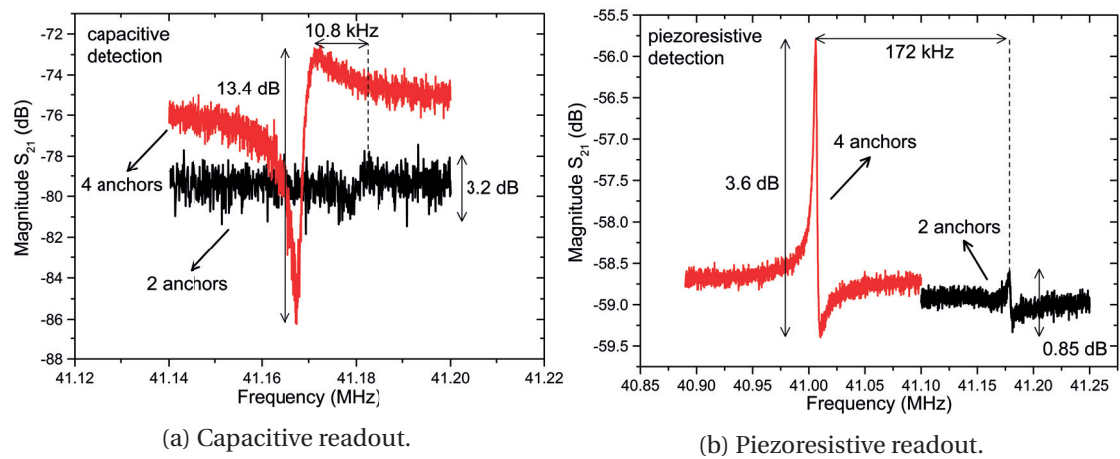 capacitive
detection
10.8 kHz
13.4 dB
4 anchors
2 anchors
3.2 dB
Magnitude S21 (dB)
-72
-74
-76
-78
-80
-82
-84
-86
-88
41.12
41.14
41.16
41.18
41.20
41.22
Frequency (MHz)
(a) Capacitive readout.
piezoresistive
detection
172 kHz
3.6 dB
4 anchors
2 anchors
0.85 dB
Magnitude S21 (dB)
-55.5
-56.0
-56.5
-57.0
-57.5
-58.0
-58.5
-59.0
-59.5
40.85
40.90
40.95
41.00
41.05
41.10
41.15
41.20
41.25
Frequency (MHz)
(b) Piezoresistive readout.